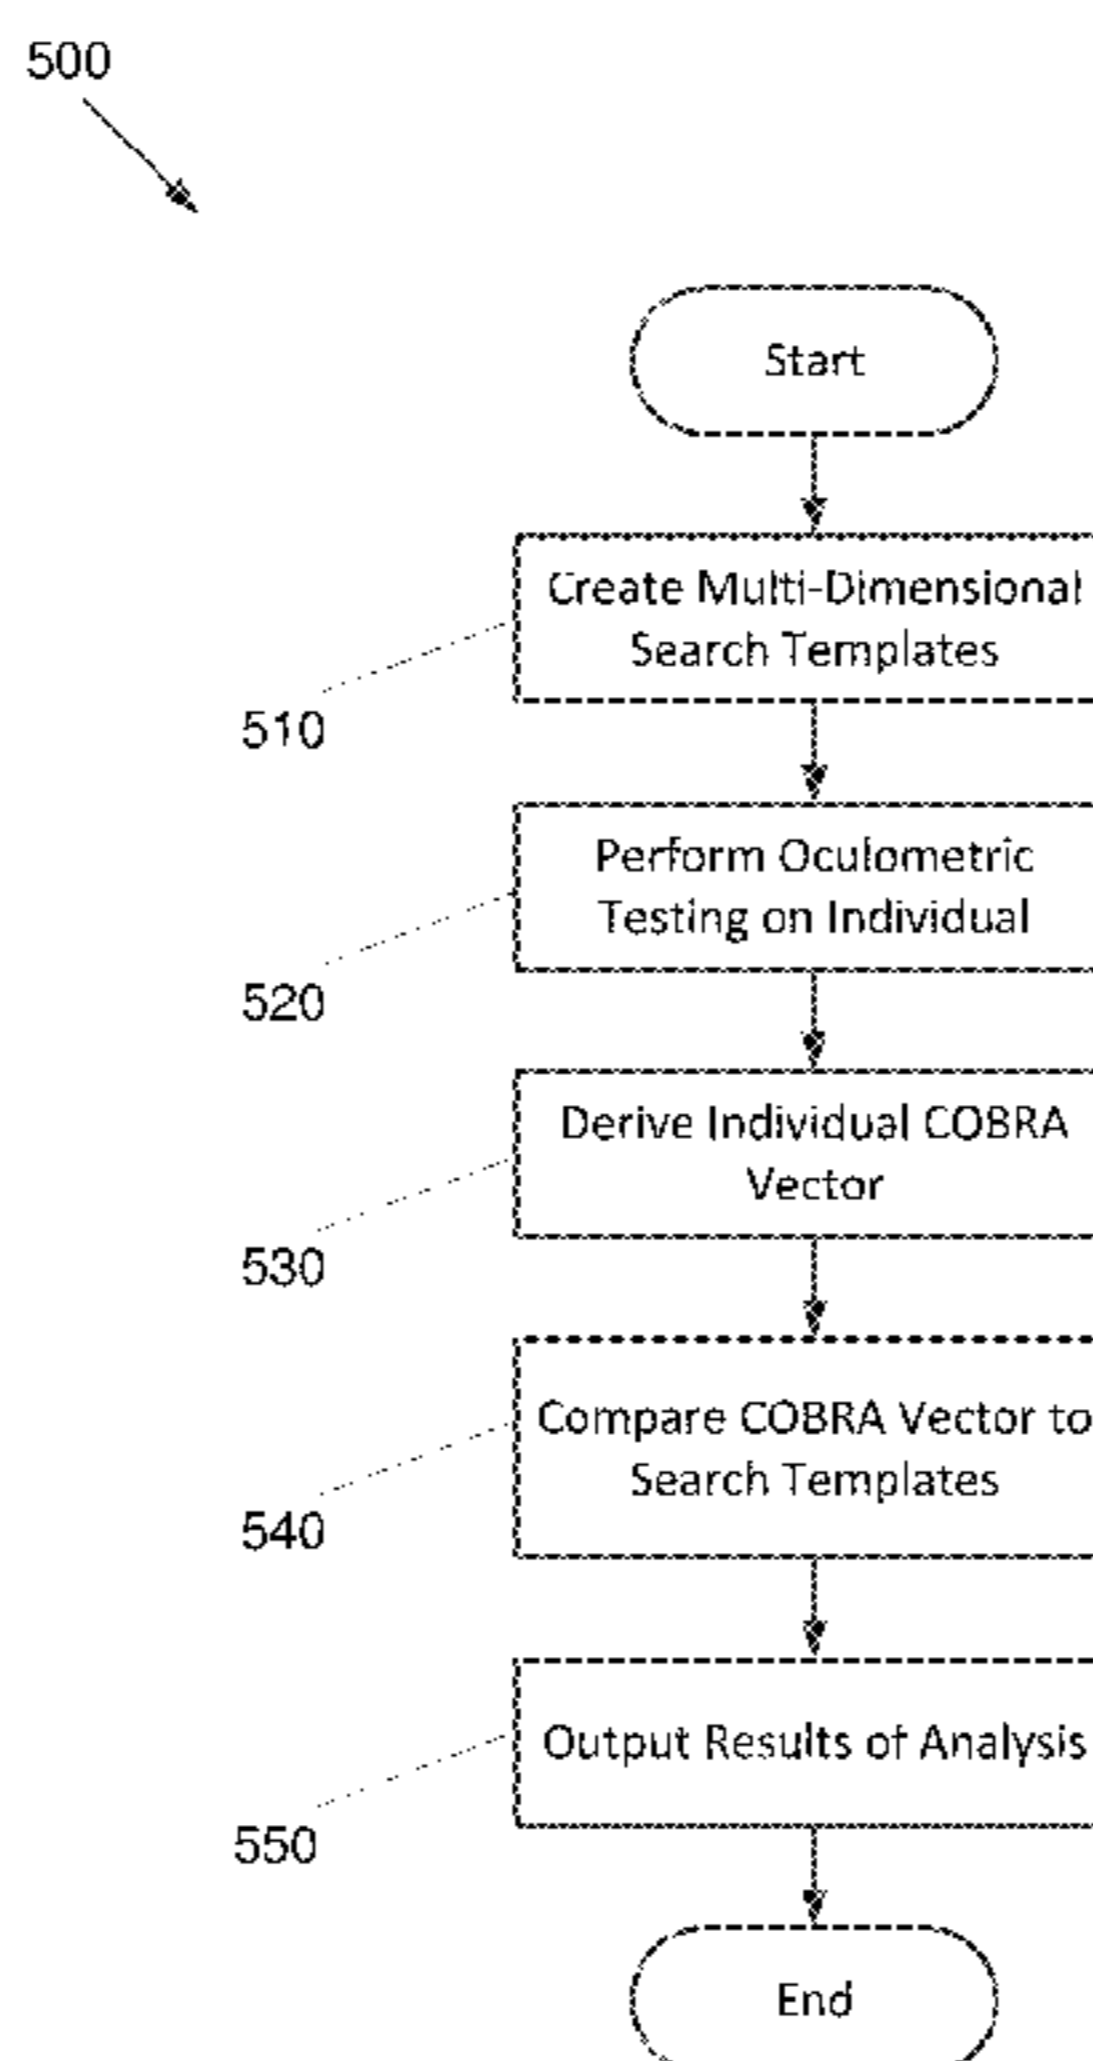 500
Start
Create Multi-Dimensional
Search Templates
510
Perform Oculometric
Testing on Individual
520
Derive Individual COBRA
Vector
530
Compare COBRA Vector to
Search Templates
540
Output Results of Analysis
550
End